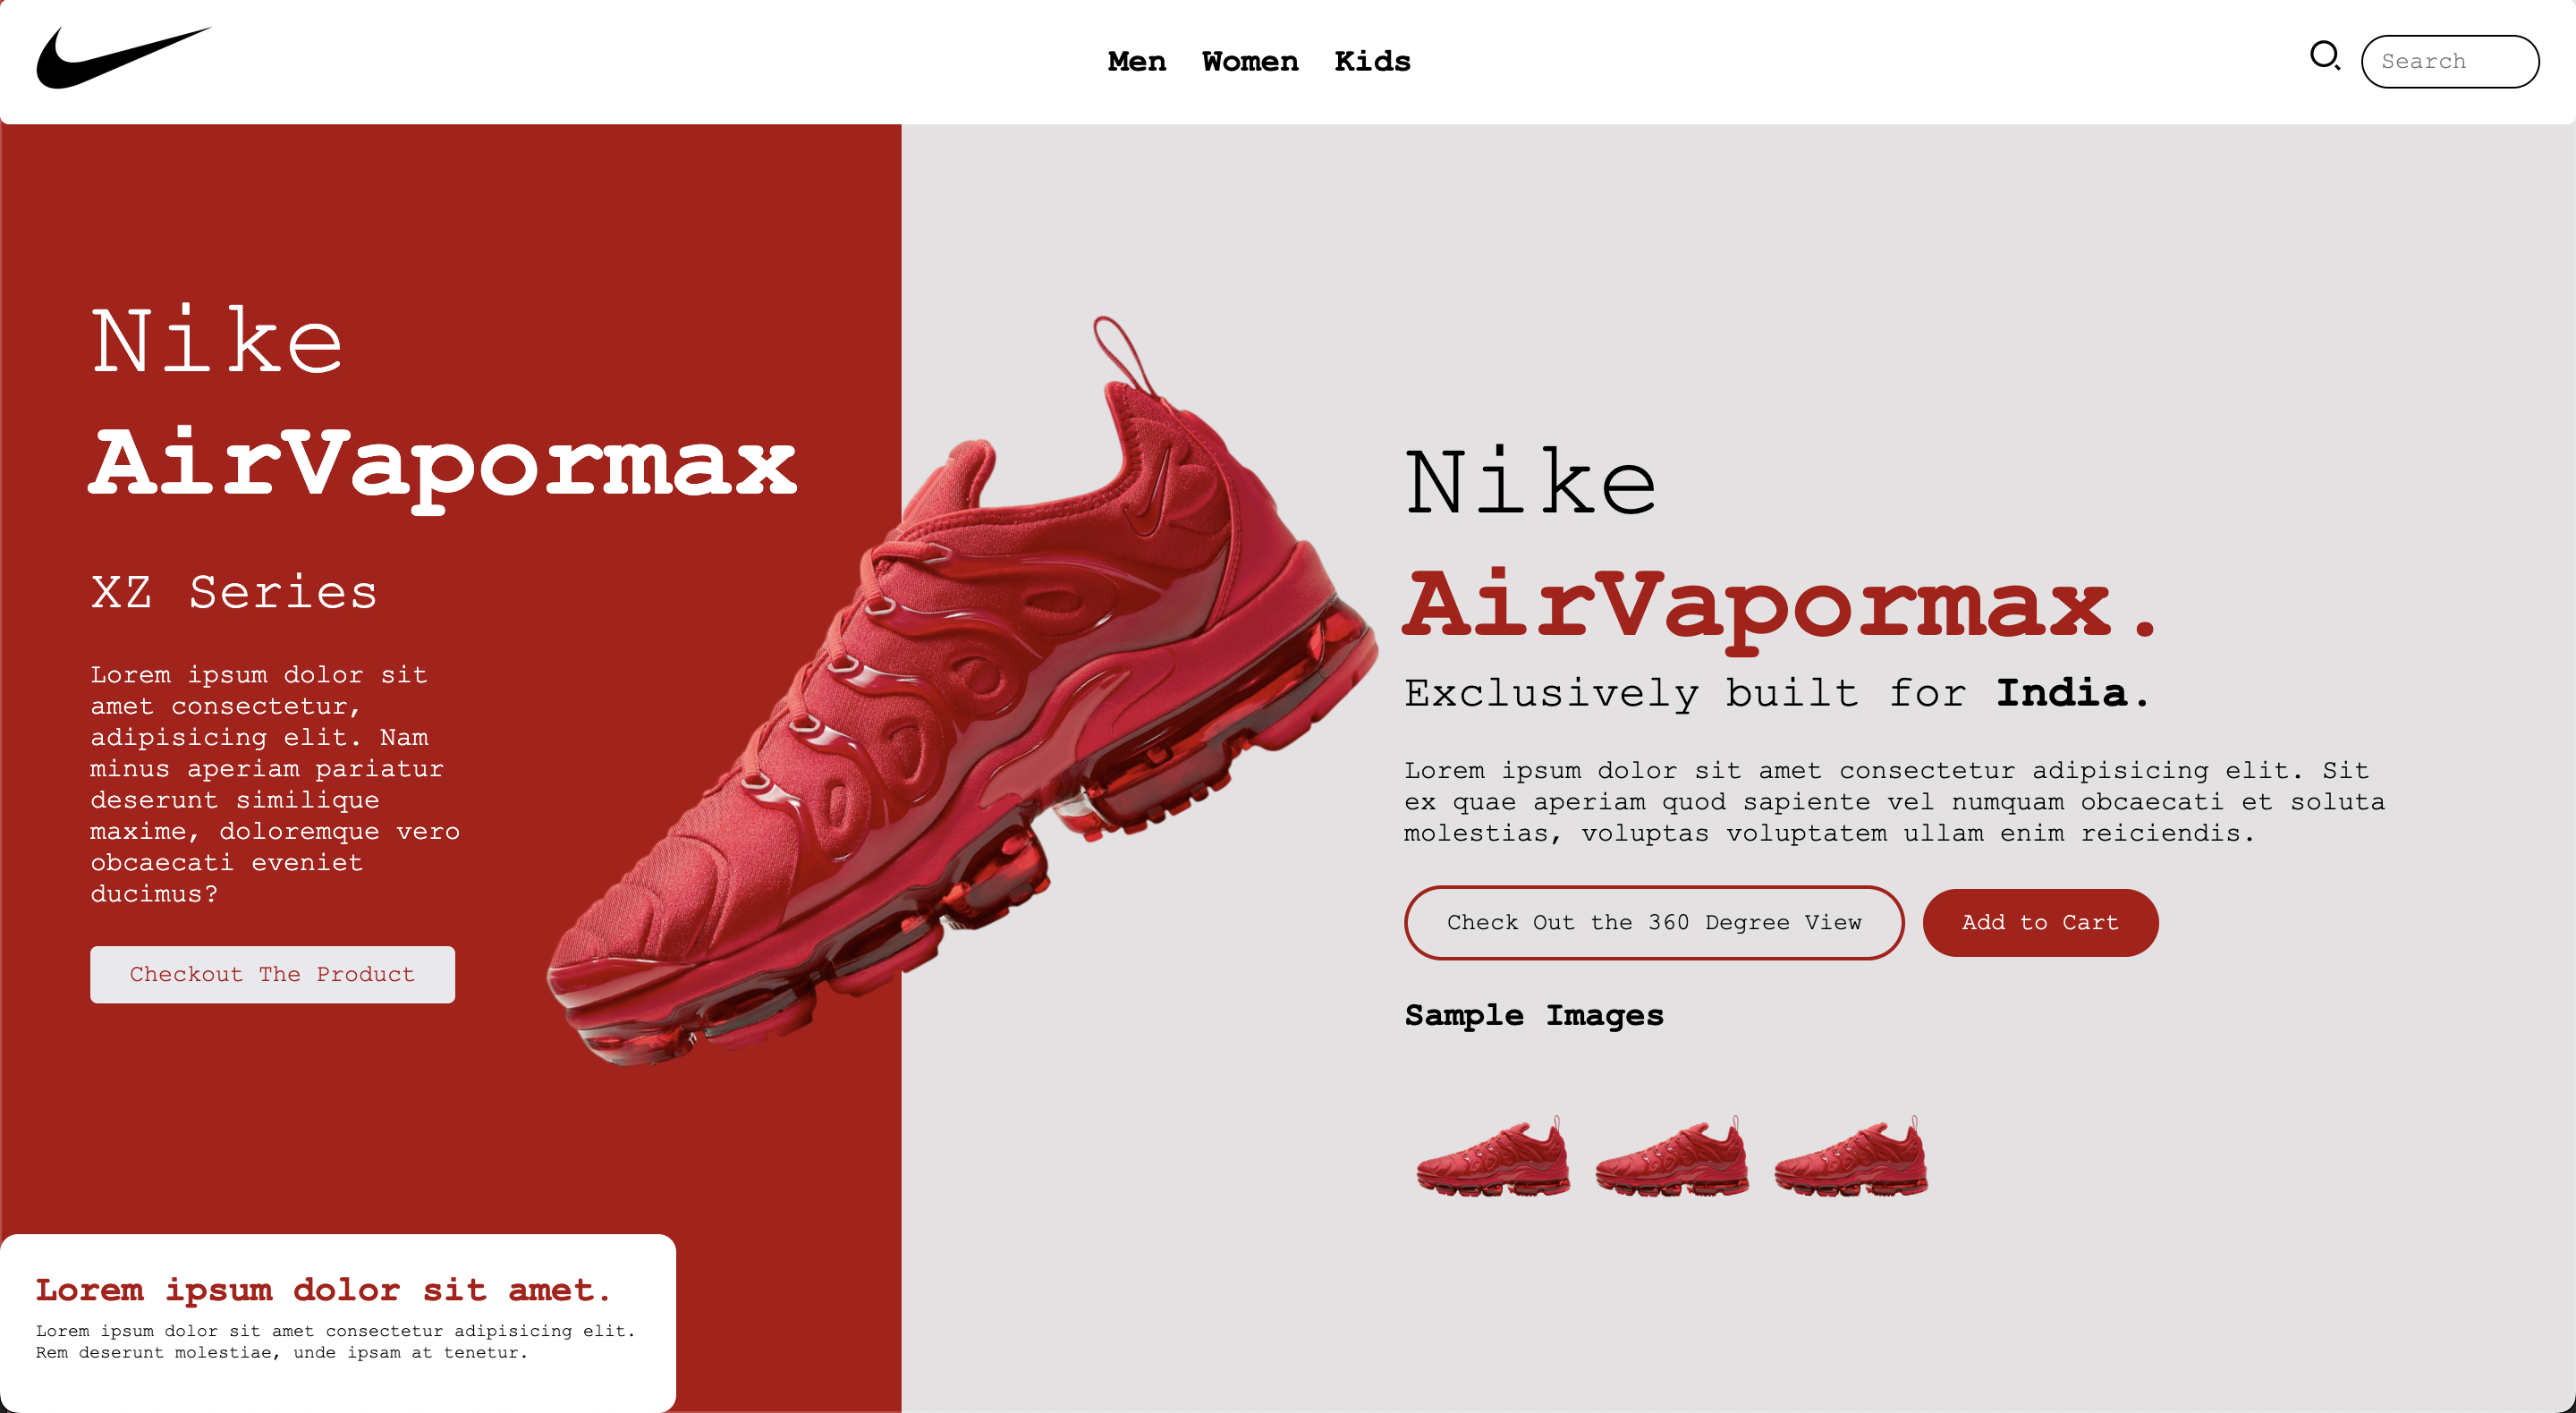 Men Women Kids
Search
Nike
AirVapormax
XZ Series
Lorem ipsum dolor sit
amet consectetur,
adipisicing elit. Nam
minus aperiam pariatur
deserunt similique
maxime, doloremque vero
obcaecati eveniet
ducimus?
Checkout The Product
Lorem ipsum dolor sit amet.
Lorem ipsum dolor sit amet consectetur adipisicing elit.
Rem deserunt molestiae, unde ipsam at tenetur.
Nike
AirVapormax.
Exclusively built for India.
Lorem ipsum dolor sit amet consectetur adipisicing elit. Sit
ex quae aperiam quod sapiente vel numquam obcaecati et soluta
molestias, voluptas voluptatem ullam enim reiciendis.
Check Out the 360 Degree View
Add to Cart
Sample Images